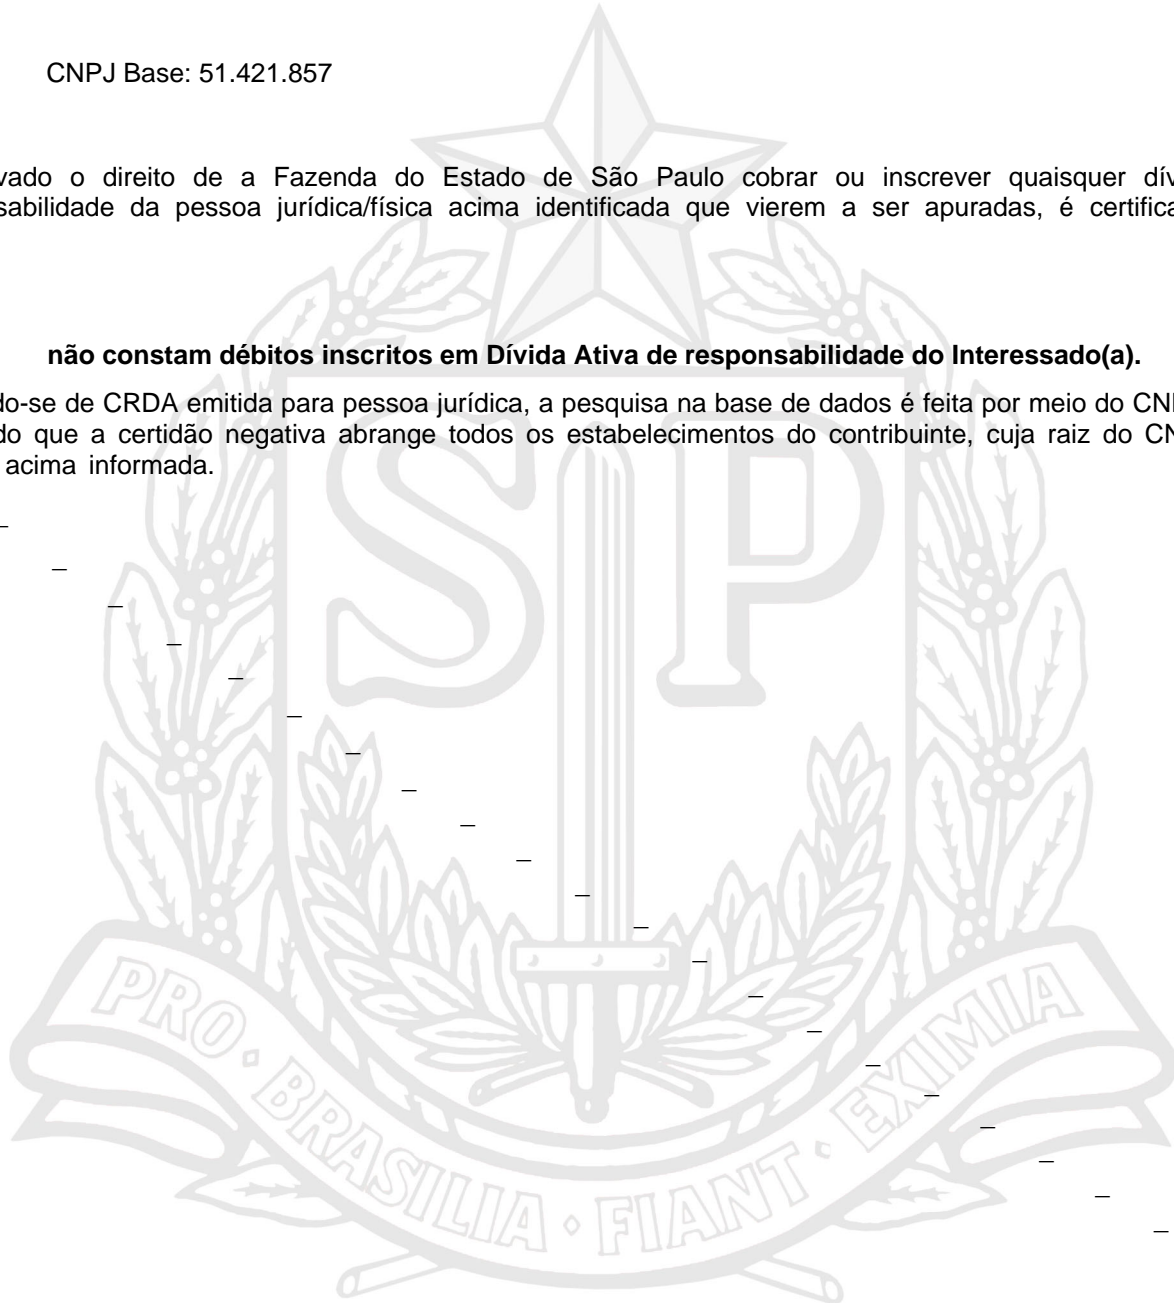 CNPJ Base: 51.421.857
vado o direito de a Fazenda do Estado de São Paulo cobrar ou inscrever quaisquer dív
sabilidade da pessoa jurídica/física acima identificada que vierem a ser apuradas, é certifica
não constam débitos inscritos em Dívida Ativa de responsabilidade do Interessado(a).
do-se de CRDA emitida para pessoa jurídica, a pesquisa na base de dados é feita por meio do CN
do que a certidão negativa abrange todos os estabelecimentos do contribuinte, cuja raiz do CN
acima informada.
SP
PRO • BRASILIA • FIANT • EXIMIA